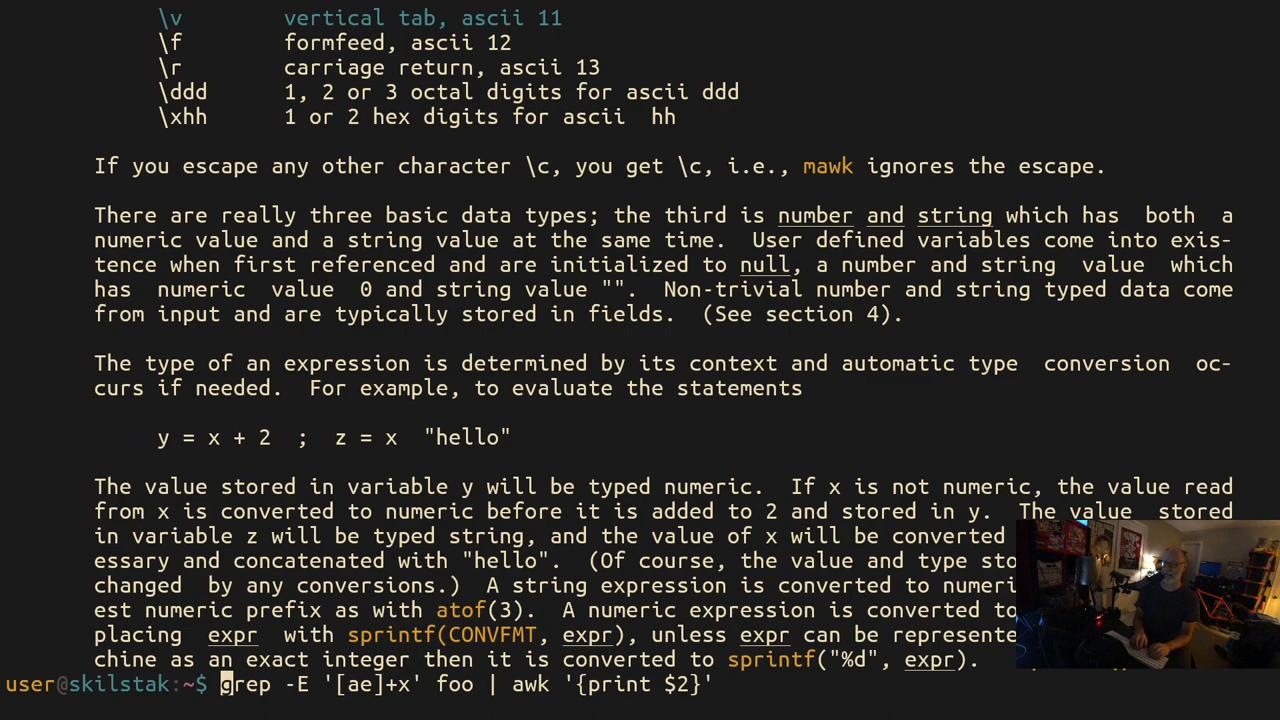 \v vertical tab, ascii 11
\f formfeed, ascii 12
\r carriage return, ascii 13
\ddd 1, 2 or 3 octal digits for ascii ddd
\xhh 1 or 2 hex digits for ascii  hh
If you escape any other character \c, you get \c, i.e., mawk ignores the escape.
There are really three basic data types; the third is number and string which has  both  a
numeric value and a string value at the same time.  User defined variables come into exis-
tence when first referenced and are initialized to null, a number and string  value  which
has  numeric  value  0 and string value "".  Non-trivial number and string typed data come
from input and are typically stored in fields.  (See section 4).
The type of an expression is determined by its context and automatic type  conversion  oc-
curs if needed.  For example, to evaluate the statements
y = x + 2  ;  z = x  "hello"
The value stored in variable y will be typed numeric.  If x is not numeric, the value read
from x is converted to numeric before it is added to 2 and stored in y.  The value  stored
in variable z will be typed string, and the value of x will be converted
essary and concatenated with "hello".  (Of course, the value and type sto
changed  by any conversions.)  A string expression is converted to numeri
est numeric prefix as with atof(3).  A numeric expression is converted to
placing  expr  with sprintf(CONVFMT, expr), unless expr can be represente
chine as an exact integer then it is converted to sprintf("%d", expr).
user@skilstak:~$ grep -E '[ae]+x' foo | awk '{print $2}'